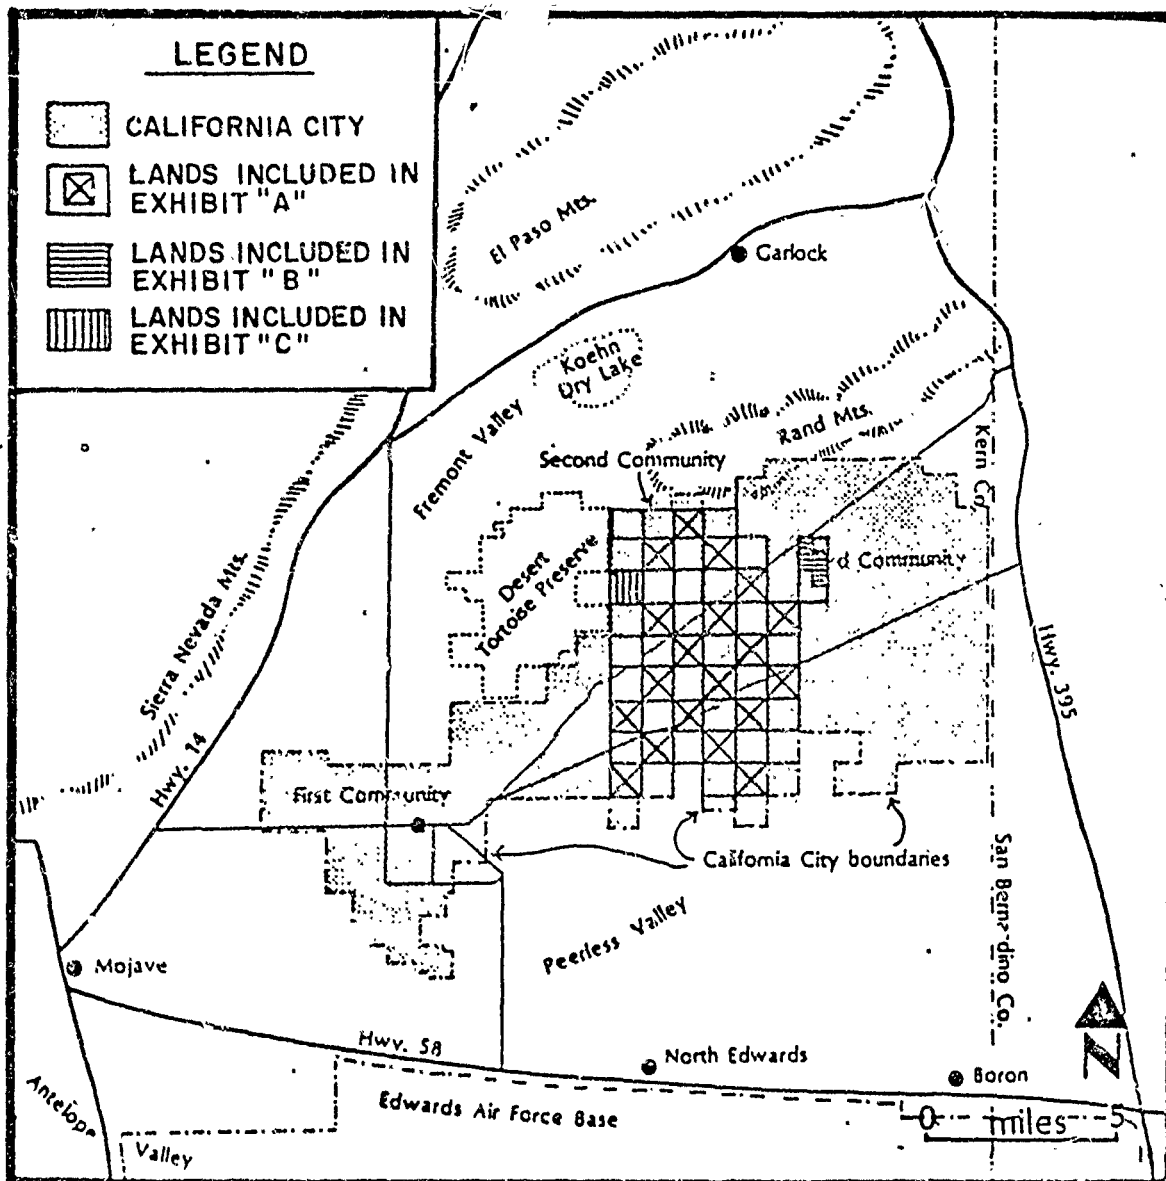 LEGEND
CALIFORNIA CITY
LANDS INCLUDED IN
EXHIBIT "A"
LANDS INCLUDED IN
EXHIBIT "B"
LANDS INCLUDED IN
EXHIBIT "C"
El Paso Mts.
Garlock
Koehn
Dry Lake
Fremont Valley
Rand Mts.
Kern Co.
Second Community
Desert
Tortoise Preserve
d Community
Sierra Nevada Mts.
Hwy. 14
Hwy. 395
First Community
California City boundaries
San Bernardino Co.
Peerless Valley
Mojave
Hwy. 58
North Edwards
Boron
N
Edwards Air Force Base
0 miles 5
Antelope
Valley